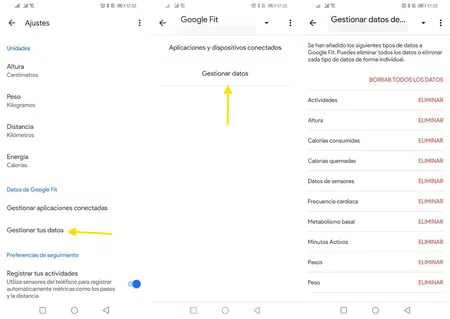 17:22
Ajustes
Unidades
Altura
Centímetros
Peso
Kilogramos
Distancia
Kilómetros
Energía
Calorías
Datos de Google Fit
Gestionar aplicaciones conectadas
Gestionar tus datos
Preferencias de seguimiento
Registrar tus actividades
Utiliza sensores del teléfono para registrar
automáticamente métricas como los pasos
y la distancia
17:22
Google Fit
Aplicaciones y dispositivos conectados
Gestionar datos
Gestionar datos de...
Se han añadido los siguientes tipos de datos a
Google Fit. Puedes eliminar todos los datos o eliminar
cada tipo de datos de forma individual.
BORRAR TODOS LOS DATOS
Actividades ELIMINAR
Altura ELIMINAR
Calorías consumidas ELIMINAR
Calorías quemadas ELIMINAR
Datos de sensores ELIMINAR
Frecuencia cardiaca ELIMINAR
Metabolismo basal ELIMINAR
Minutos Activos ELIMINAR
Pasos ELIMINAR
Peso ELIMINAR